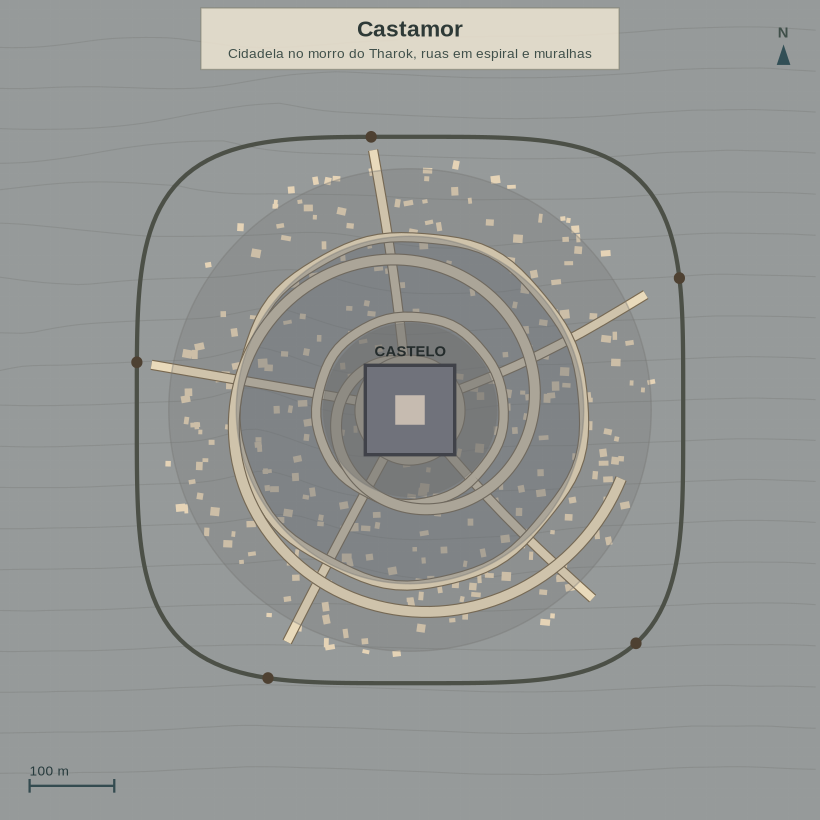 Castamor
Cidadela no morro do Tharok, ruas em espiral e muralhas
N
CASTELO
100 m